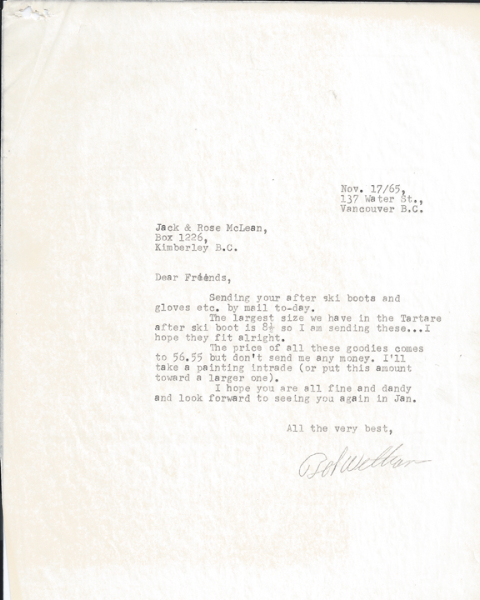 Nov. 17/65,
137 Water St.,
Vancouver B.C.
Jack & Rose McLean,
Box 1226,
Kimberley B.C.
Dear Friends,
Sending your after ski boots and
gloves etc. by mail to-day.
The largest size we have in the Tartare
after ski boot is 8½ so I am sending these...I
hope they fit alright.
The price of all these goodies comes
to 56.55 but don't send me any money. I'll
take a painting intrade (or put this amount
toward a larger one).
I hope you are all fine and dandy
and look forward to seeing you again in Jan.
All the very best,
Bob